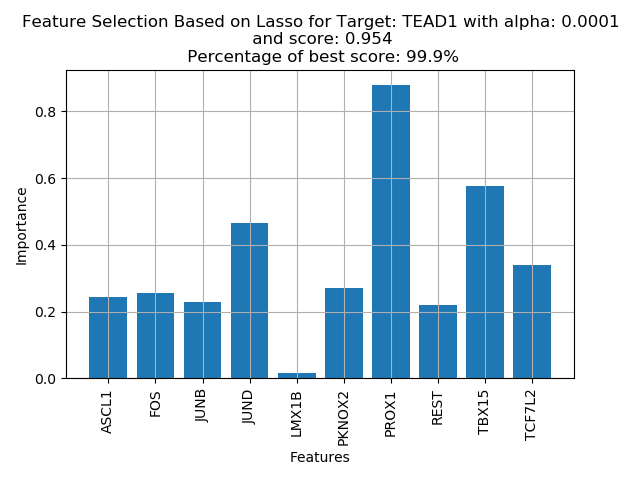 Feature Selection Based on Lasso for Target: TEAD1 with alpha: 0.0001
and score: 0.954
Percentage of best score: 99.9%
Importance
0.8
0.6
0.4
0.2
0.0
ASCL1
FOS
JUNB
JUND
LMX1B
PKNOX2
PROX1
REST
TBX15
TCF7L2
Features